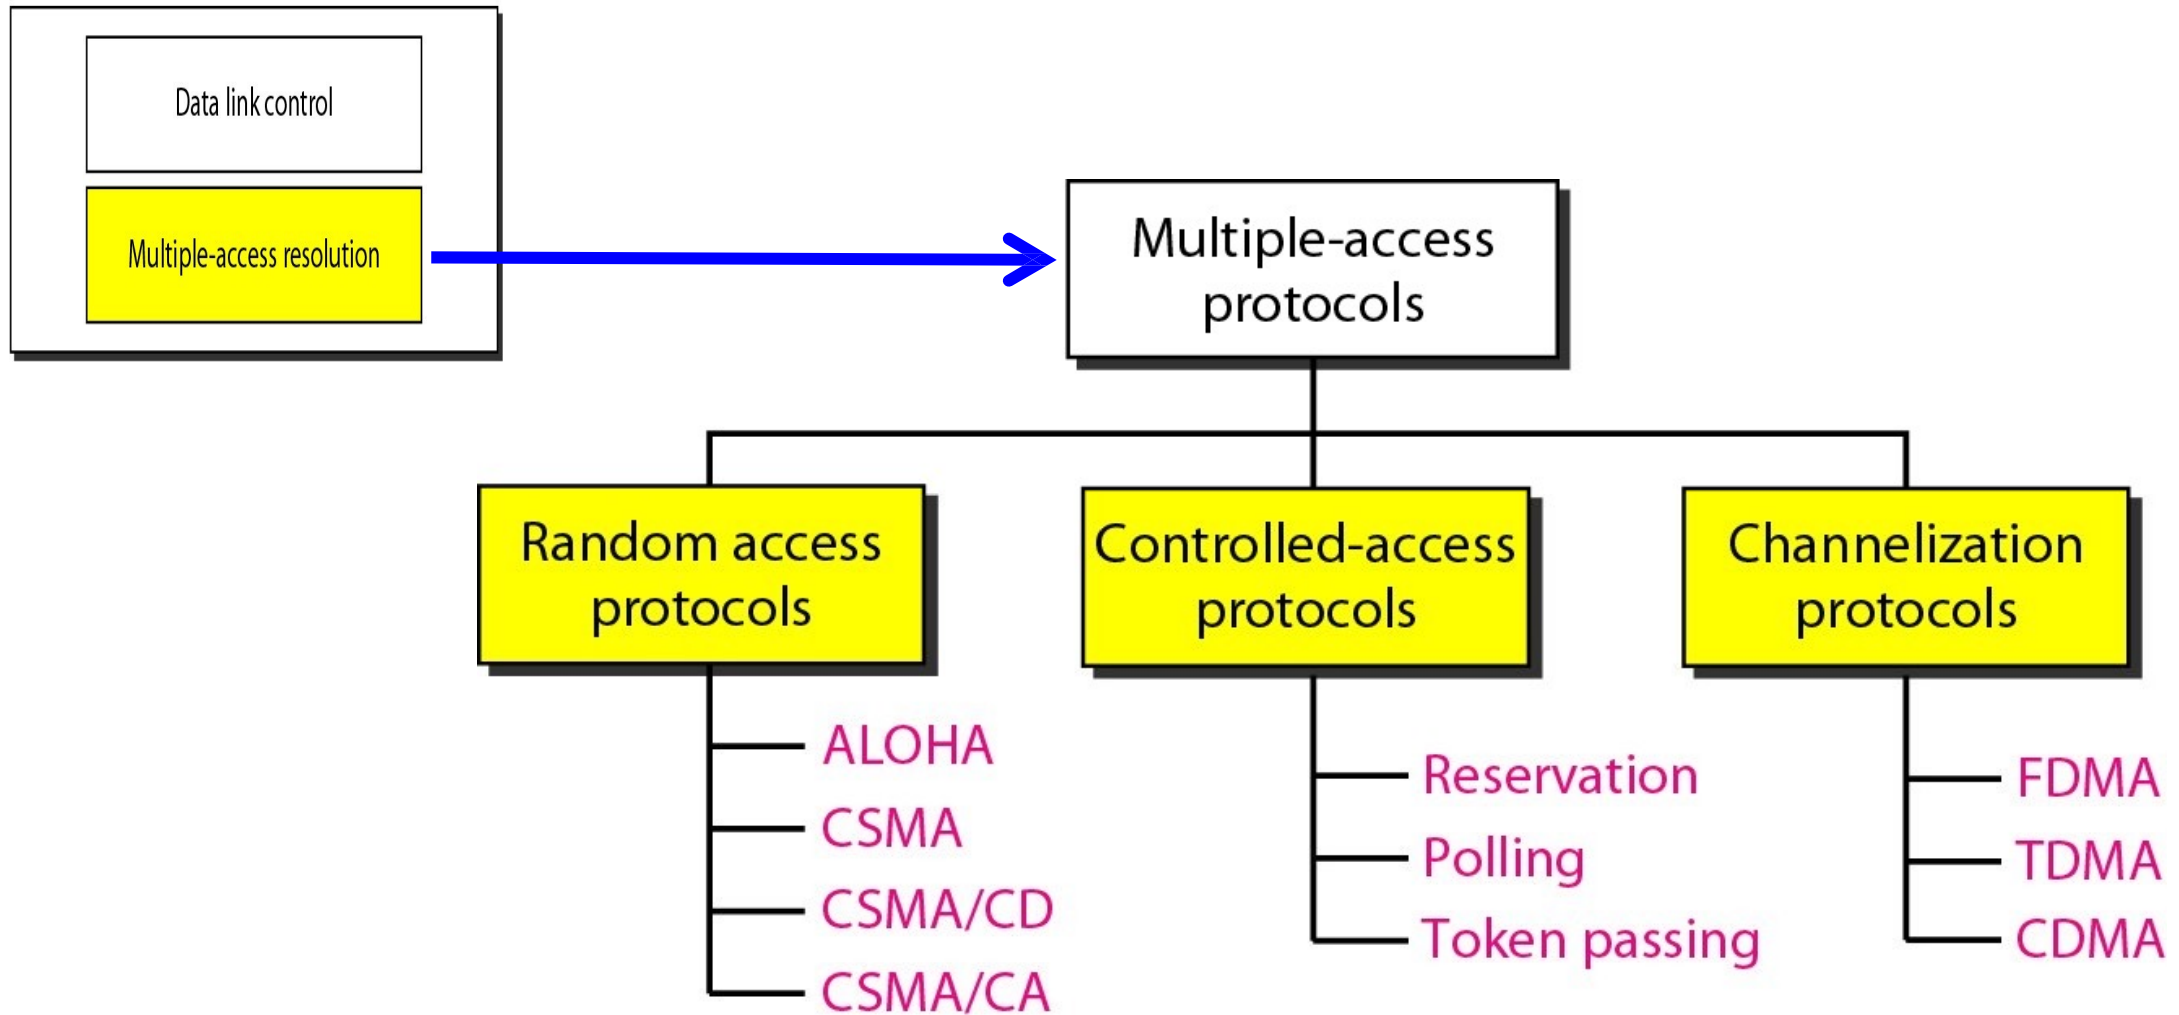 Data link control
Multiple-access resolution
Multiple-access
protocols
Random access
protocols
Controlled-access
protocols
Channelization
protocols
ALOHA
CSMA
CSMA/CD
CSMA/CA
Reservation
Polling
Token passing
FDMA
TDMA
CDMA